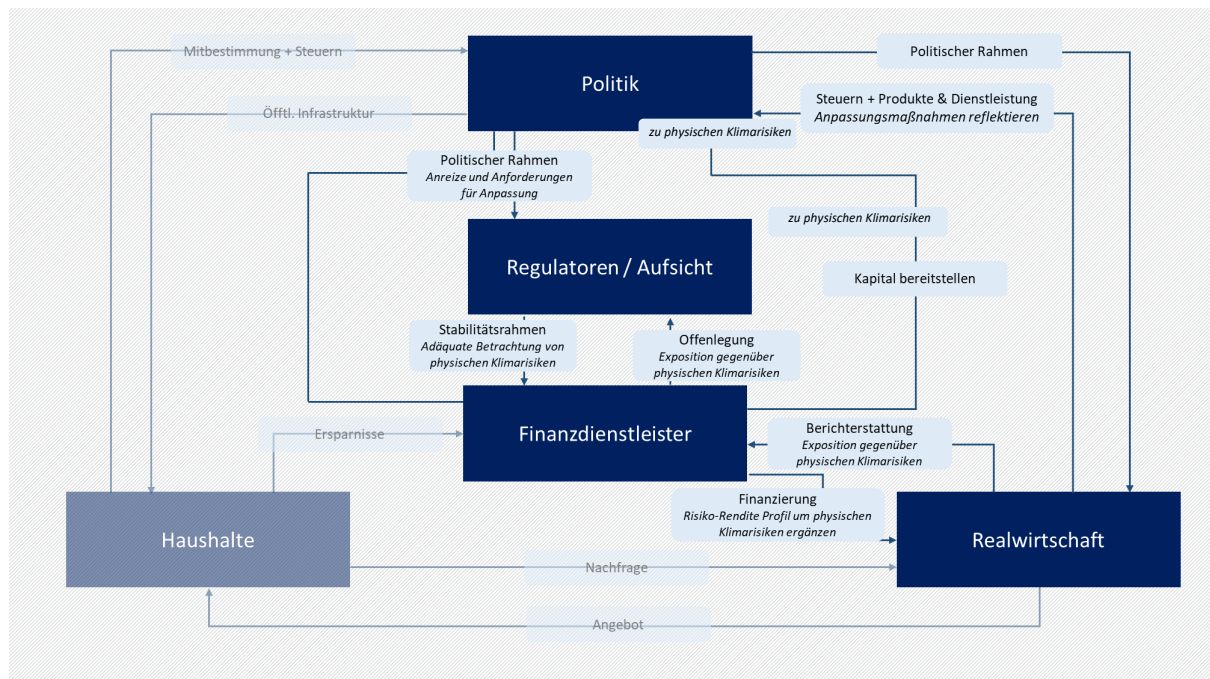 Mitbestimmung + Steuern
Politik
Politischer Rahmen
Öfftl. Infrastruktur
Steuern + Produkte & Dienstleistung
Anpassungsmaßnahmen reflektieren
zu physischen Klimarisiken
Politischer Rahmen
Anreize und Anforderungen
für Anpassung
zu physischen Klimarisiken
Regulatoren / Aufsicht
Kapital bereitstellen
Stabilitätsrahmen
Adäquate Betrachtung von
physischen Klimarisiken
Offenlegung
Exposition gegenüber
physischen Klimarisiken
Ersparnisse
Finanzdienstleister
Berichterstattung
Exposition gegenüber
physischen Klimarisiken
Finanzierung
Risiko-Rendite Profil um physischen
Klimarisiken ergänzen
Haushalte
Realwirtschaft
Nachfrage
Angebot